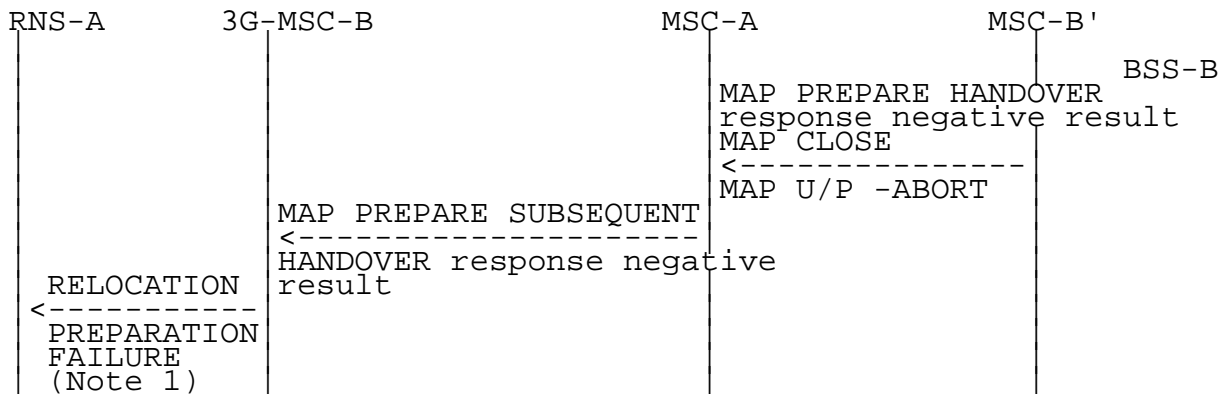 RNS-A 3G-MSC-B MSC-A MSC-B'
BSS-B
MAP PREPARE HANDOVER
response negative result
MAP CLOSE
<---------------
MAP U/P -ABORT
MAP PREPARE SUBSEQUENT
<---------------------
HANDOVER response negative
result
RELOCATION
<-----------
PREPARATION
FAILURE
(Note 1)